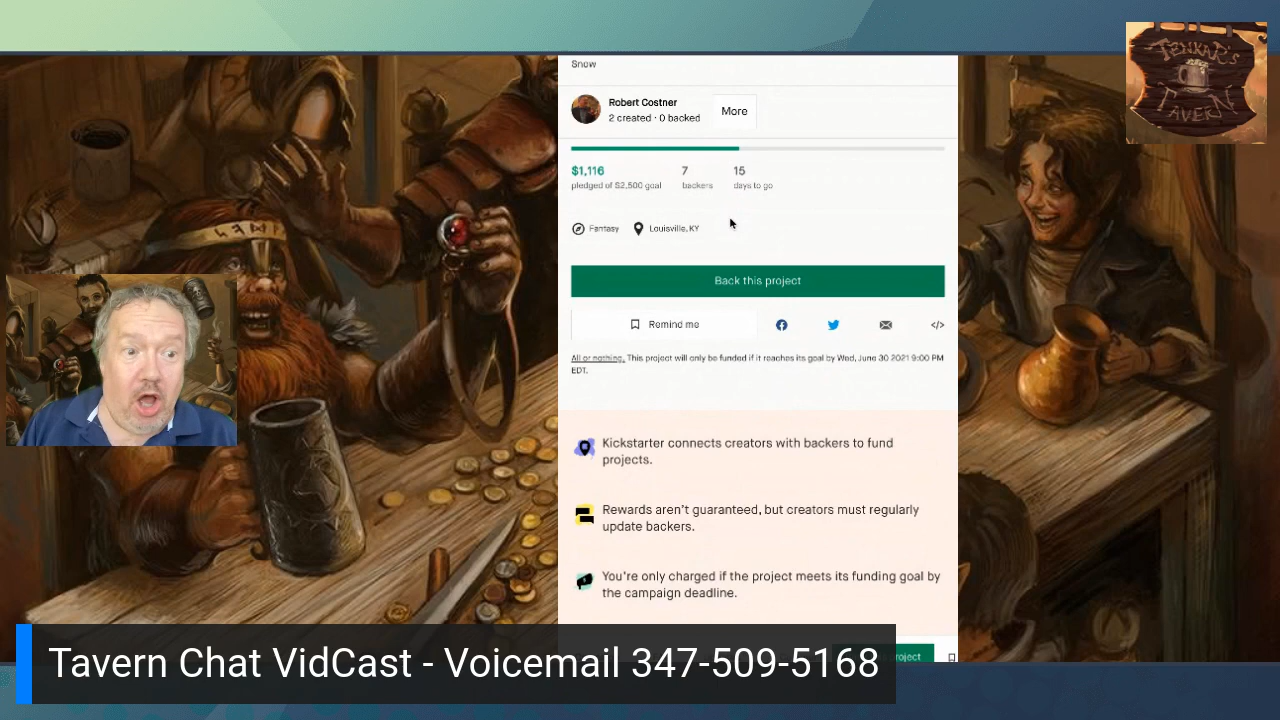 TENKAR'S
TAVERN
Snow
Robert Costner
2 created · 0 backed
More
$1,116
7
15
pledged of $2,500 goal
backers
days to go
Fantasy
Louisville, KY
Back this project
Remind me
</>
All or nothing. This project will only be funded if it reaches its goal by Wed, June 30 2021 9:00 PM
EDT.
Kickstarter connects creators with backers to fund
projects.
Rewards aren't guaranteed, but creators must regularly
update backers.
You're only charged if the project meets its funding goal by
the campaign deadline.
project
Tavern Chat VidCast - Voicemail 347-509-5168